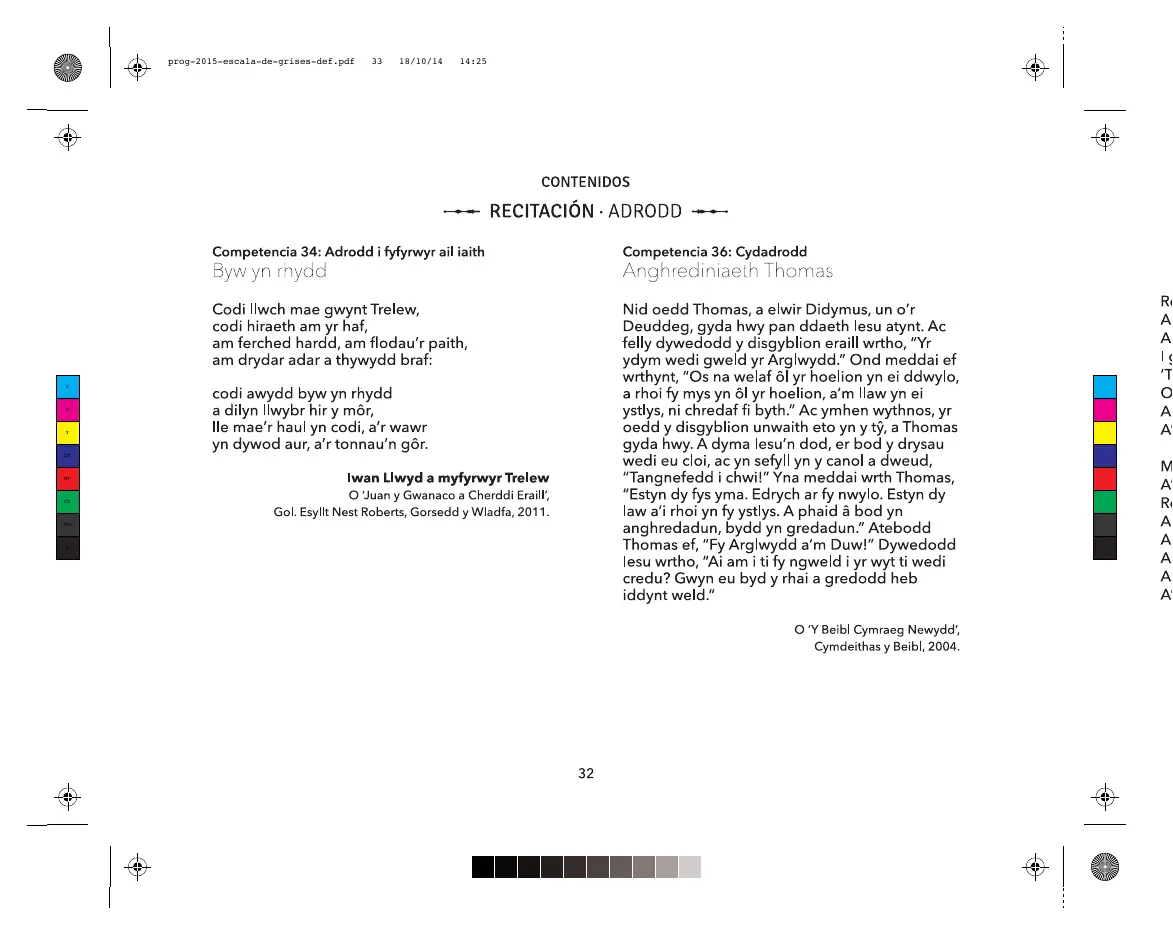 prog-2015-escala-de-grises-def.pdf 33 18/10/14 14:25
CONTENIDOS
RECITACIÓN · ADRODD
Competencia 34: Adrodd i fyfyrwyr ail iaith
Byw yn rhydd
Codi llwch mae gwynt Trelew,
codi hiraeth am yr haf,
am ferched hardd, am flodau’r paith,
am drydar adar a thywydd braf:
codi awydd byw yn rhydd
a dilyn llwybr hir y môr,
lle mae’r haul yn codi, a’r wawr
yn dywod aur, a’r tonnau’n gôr.
Iwan Llwyd a myfyrwyr Trelew
O ‘Juan y Gwanaco a Cherddi Eraill’,
Gol. Esyllt Nest Roberts, Gorsedd y Wladfa, 2011.
Competencia 36: Cydadrodd
Anghrediniaeth Thomas
Nid oedd Thomas, a elwir Didymus, un o’r
Deuddeg, gyda hwy pan ddaeth Iesu atynt. Ac
felly dywedodd y disgyblion eraill wrtho, “Yr
ydym wedi gweld yr Arglwydd.” Ond meddai ef
wrthynt, “Os na welaf ôl yr hoelion yn ei ddwylo,
a rhoi fy mys yn ôl yr hoelion, a’m llaw yn ei
ystlys, ni chredaf fi byth.” Ac ymhen wythnos, yr
oedd y disgyblion unwaith eto yn y tŷ, a Thomas
gyda hwy. A dyma Iesu’n dod, er bod y drysau
wedi eu cloi, ac yn sefyll yn y canol a dweud,
“Tangnefedd i chwi!” Yna meddai wrth Thomas,
“Estyn dy fys yma. Edrych ar fy nwylo. Estyn dy
law a’i rhoi yn fy ystlys. A phaid â bod yn
anghredadun, bydd yn gredadun.” Atebodd
Thomas ef, “Fy Arglwydd a’m Duw!” Dywedodd
Iesu wrtho, “Ai am i ti fy ngweld i yr wyt ti wedi
credu? Gwyn eu byd y rhai a gredodd heb
iddynt weld.”
O ‘Y Beibl Cymraeg Newydd’,
Cymdeithas y Beibl, 2004.
32